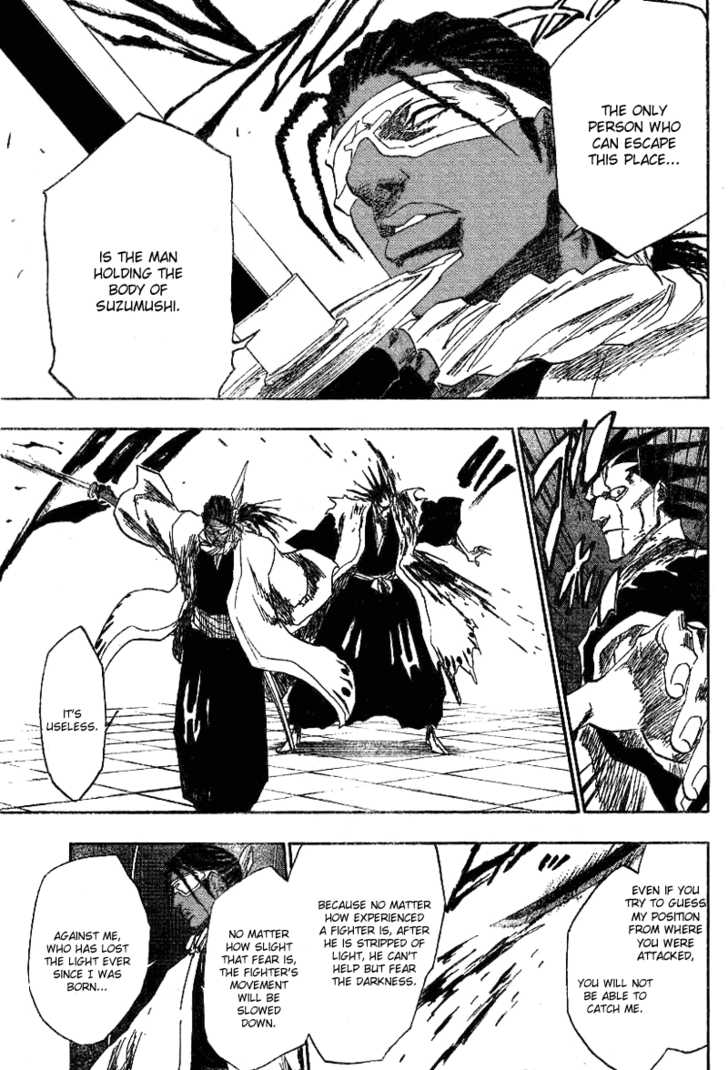 THE ONLY
PERSON WHO
CAN ESCAPE
THIS PLACE...
IS THE MAN
HOLDING THE
BODY OF
SUZUMUSHI.
IT'S
USELESS.
EVEN IF YOU
TRY TO GUESS
MY POSITION
FROM WHERE
YOU WERE
ATTACKED,
YOU WILL NOT
BE ABLE TO
CATCH ME.
BECAUSE NO MATTER
HOW EXPERIENCED
A FIGHTER IS, AFTER
HE IS STRIPPED OF
LIGHT, HE CAN'T
HELP BUT FEAR
THE DARKNESS.
NO MATTER
HOW SLIGHT
THAT FEAR IS,
THE FIGHTER'S
MOVEMENT
WILL BE
SLOWED
DOWN.
AGAINST ME,
WHO HAS LOST
THE LIGHT EVER
SINCE I WAS
BORN...